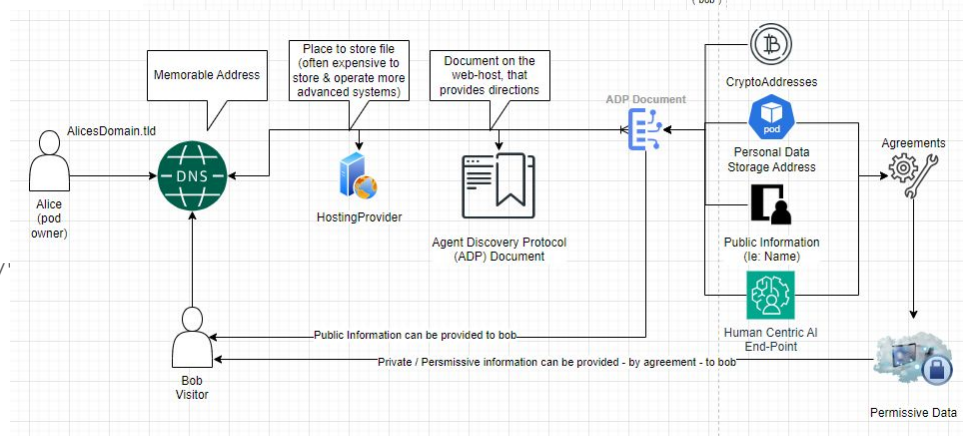 ('bob')
Memorable Address
Place to store file
(often expensive to
store & operate more
advanced systems)
Document on the
web-host, that
provides directions
CryptoAddresses
ADP Document
AlicesDomain.tld
DNS
pod
Personal Data
Storage Address
Agreements
Alice
(pod
owner)
HostingProvider
Agent Discovery Protocol
(ADP) Document
Public Information
(Ie: Name)
/'
Human Centric AI
End-Point
Public Information can be provided to bob
Private / Persmissive information can be provided - by agreement - to bob
Bob
Visitor
Permissive Data